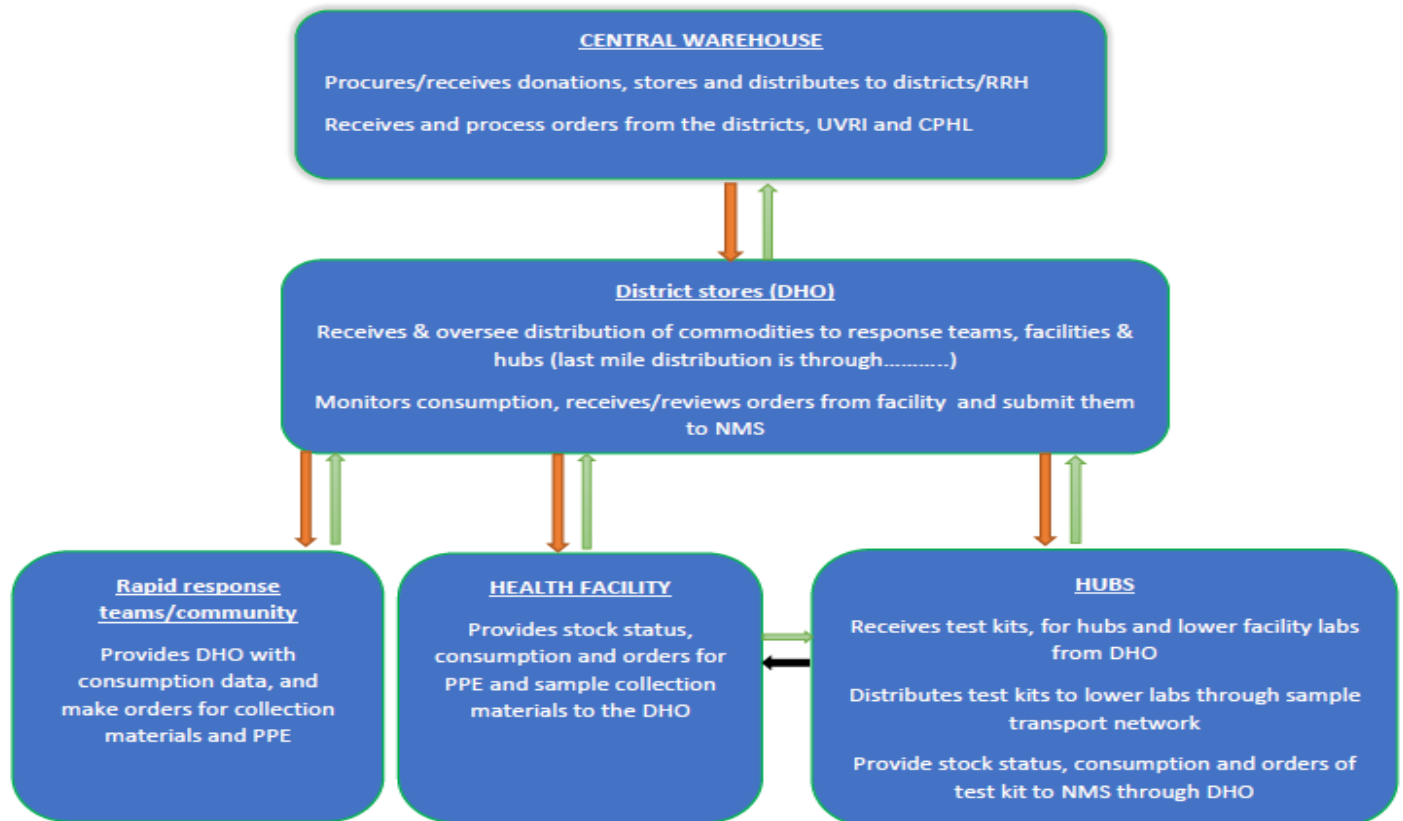 CENTRAL WAREHOUSE
Procures/receives donations, stores and distributes to districts/RRH
Receives and process orders from the districts, UVRI and CPHL
District stores (DHO)
Receives & oversee distribution of commodities to response teams, facilities &
hubs (last mile distribution is through………..)
Monitors consumption, receives/reviews orders from facility and submit them
to NMS
Rapid response
teams/community
Provides DHO with
consumption data, and
make orders for collection
materials and PPE
HEALTH FACILITY
Provides stock status,
consumption and orders for
PPE and sample collection
materials to the DHO
HUBS
Receives test kits, for hubs and lower facility labs
from DHO
Distributes test kits to lower labs through sample
transport network
Provide stock status, consumption and orders of
test kit to NMS through DHO